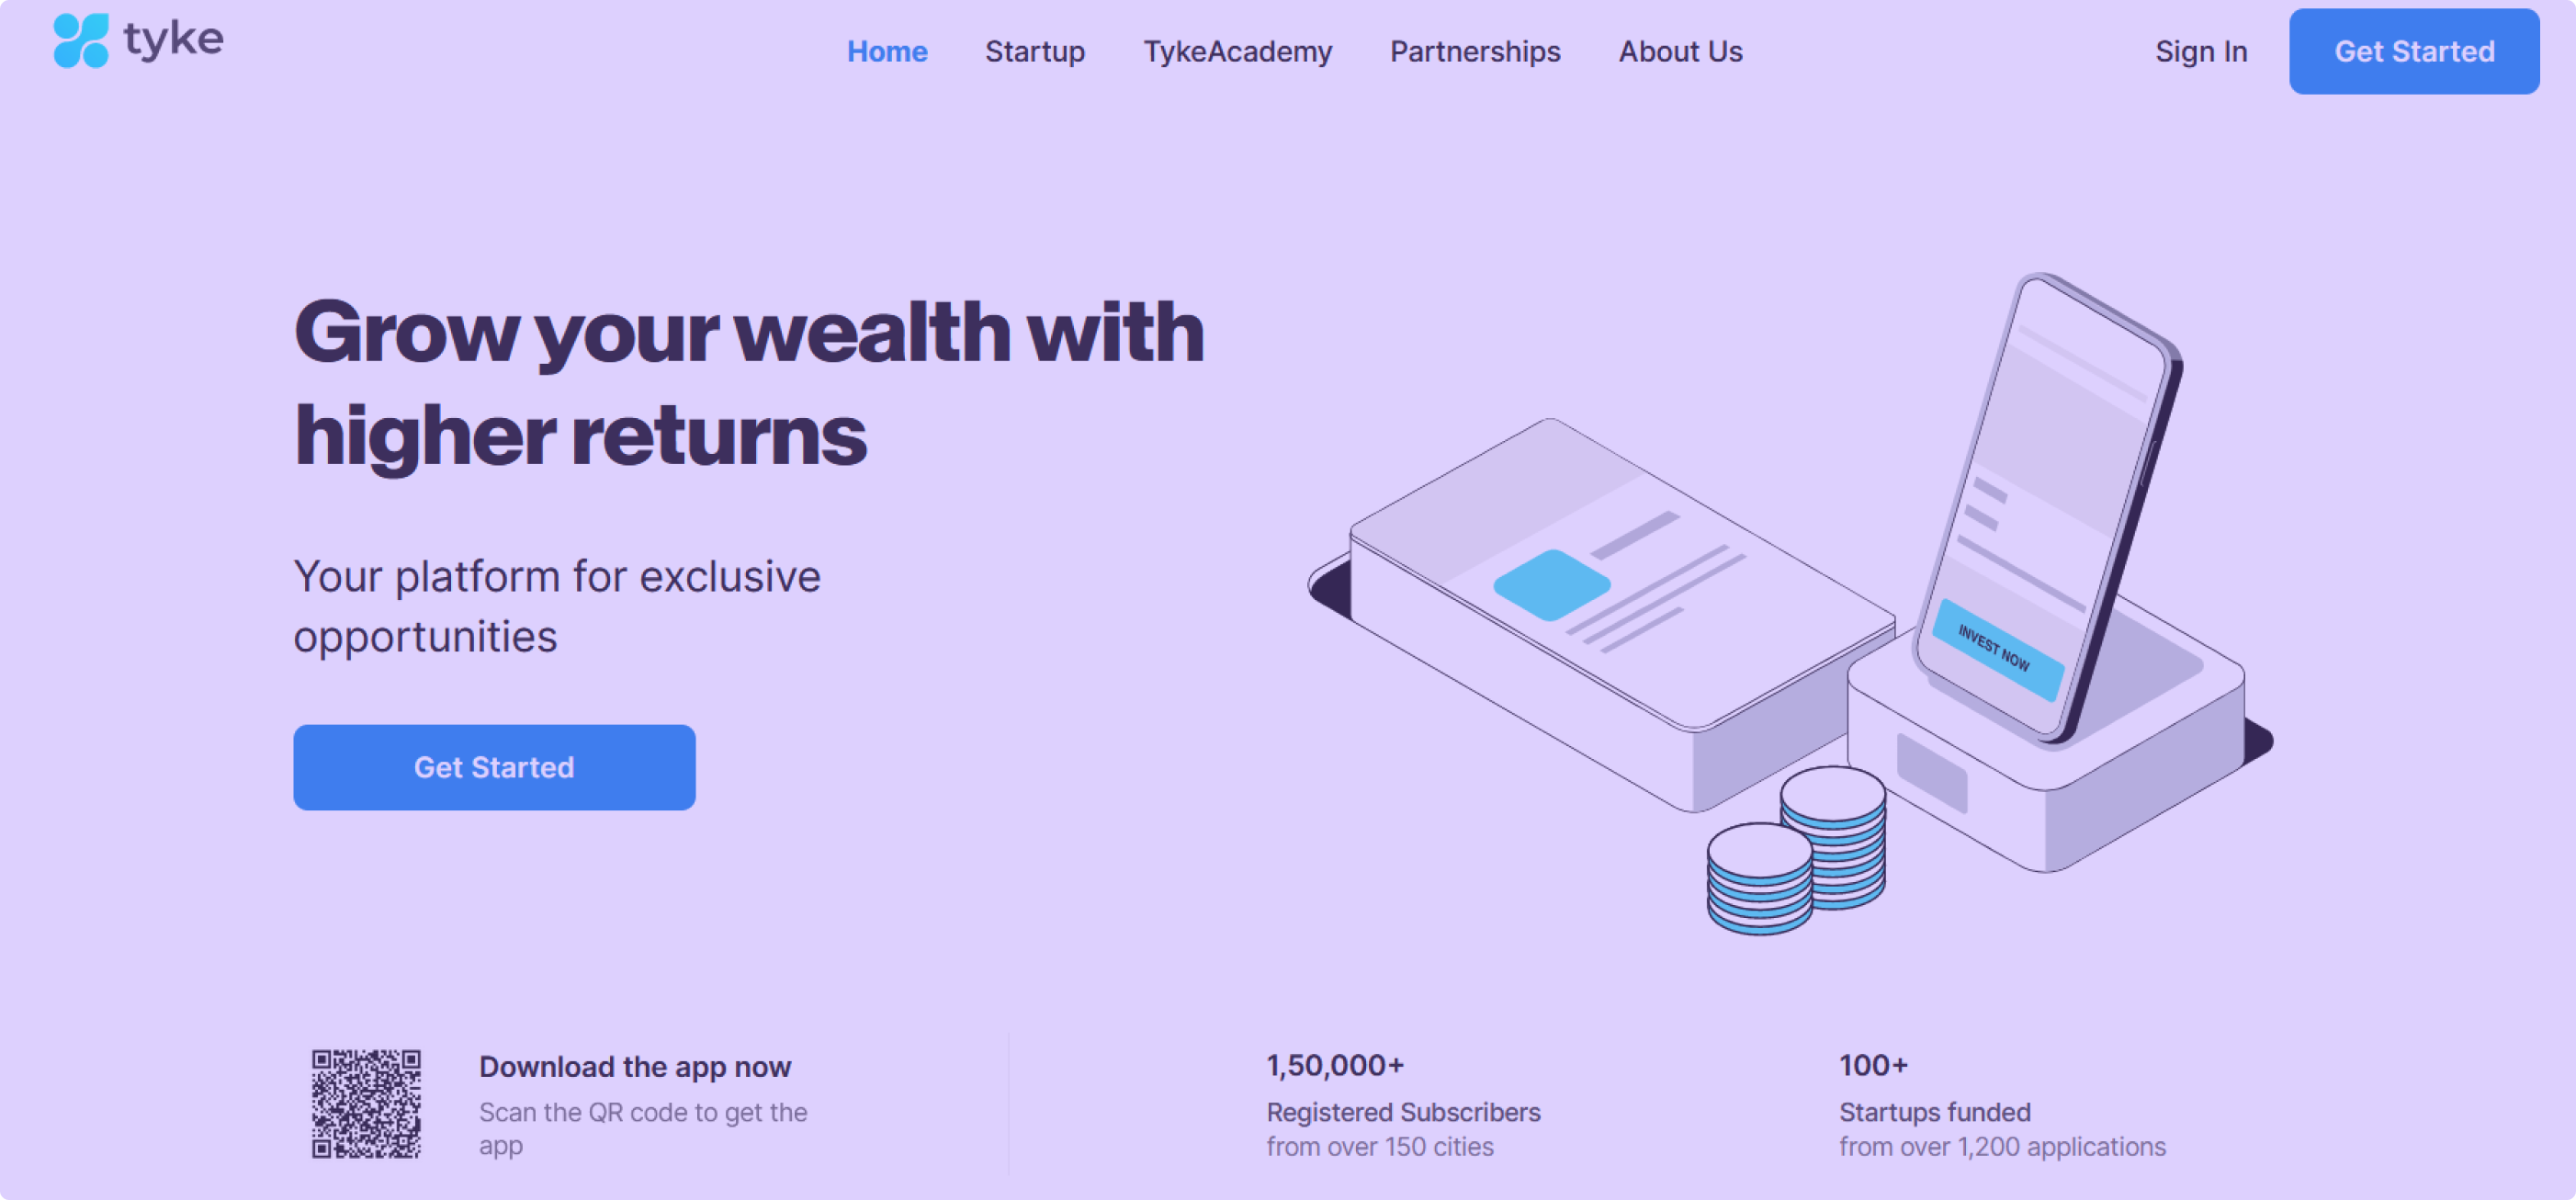 tyke
Home
Startup
TykeAcademy
Partnerships
About Us
Sign In
Get Started
Grow your wealth with
higher returns
Your platform for exclusive
opportunities
Get Started
INVEST NOW
Download the app now
Scan the QR code to get the
app
1,50,000+
Registered Subscribers
from over 150 cities
100+
Startups funded
from over 1,200 applications